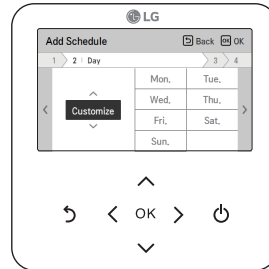 LG
Add Schedule Back OK OK
1 2 Day 3 4
Mon. Tue.
Wed. Thu.
Customize
Fri. Sat.
Sun.
OK